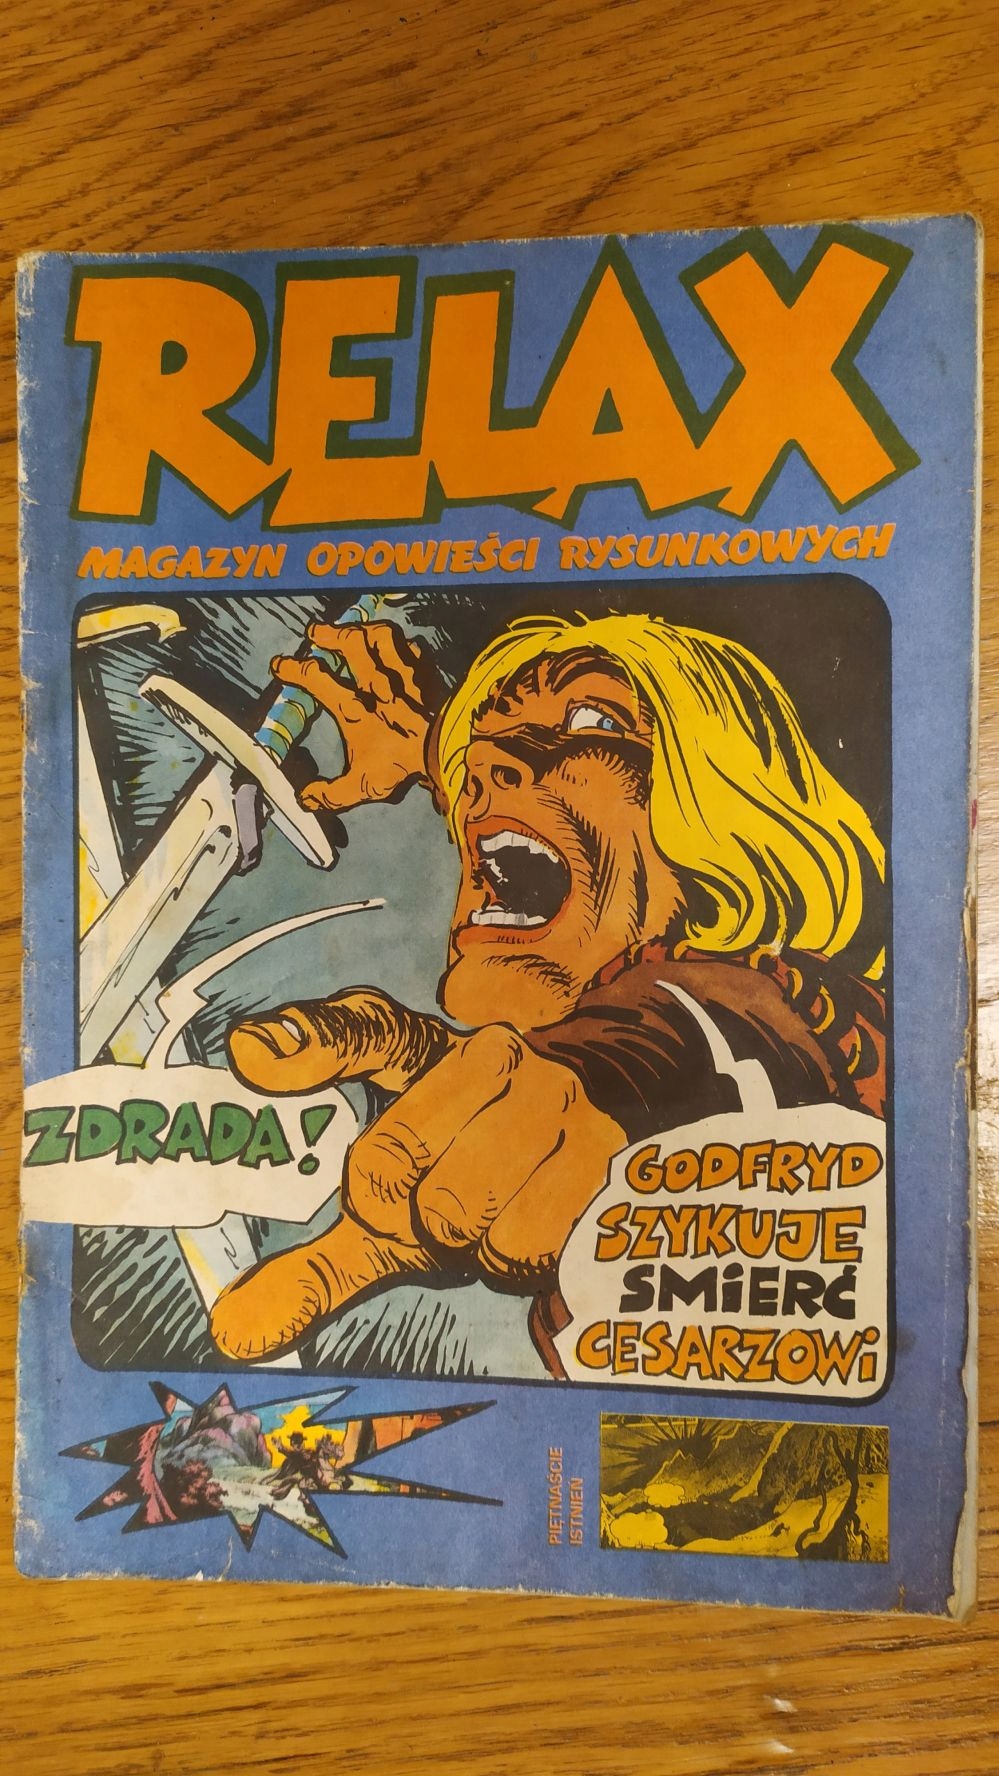 RELAX
MAGAZYN OPOWIEŚCI RYSUNKOWYCH
ZDRADA!
GODFRYD
SZYKUJE
SMiERĆ
CESARZOWi
PIĘTNAŚCIE
ISTNIEŃ